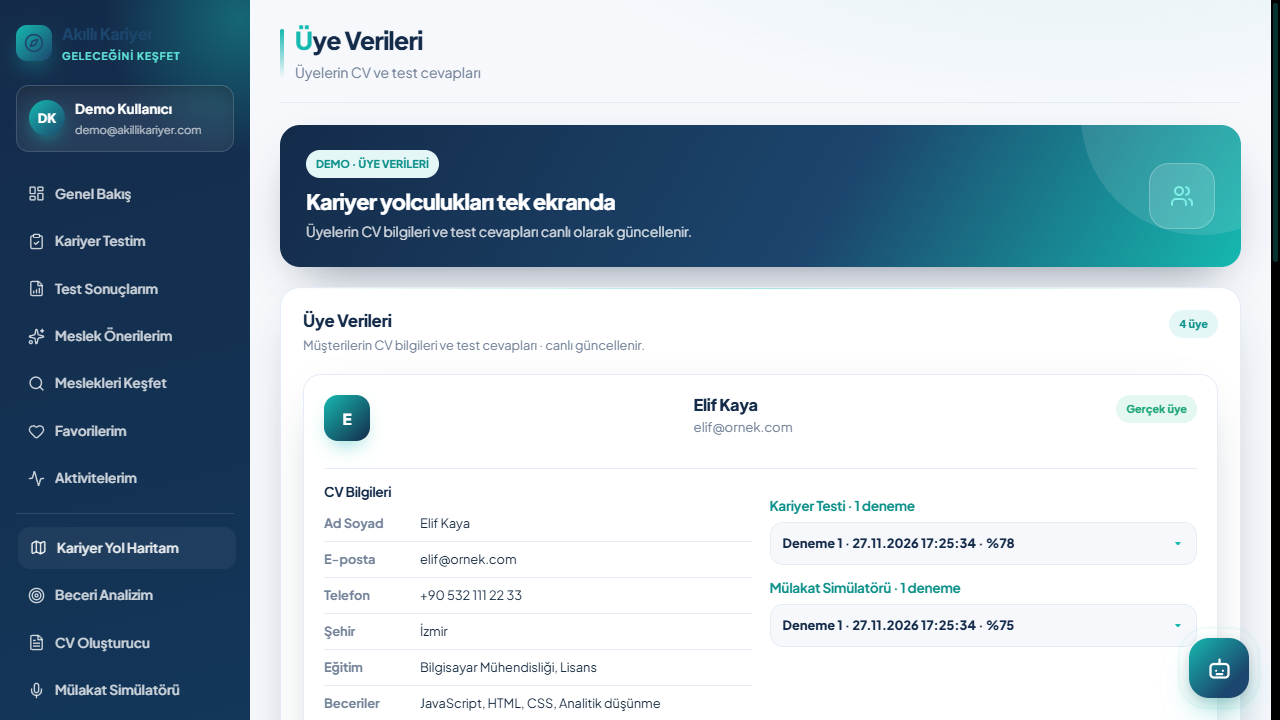 Akıllı Kariyer
GELECEĞİNİ KEŞFET
DK
Demo Kullanıcı
demo@akillikariyer.com
Genel Bakış
Kariyer Testim
Test Sonuçlarım
Meslek Önerilerim
Meslekleri Keşfet
Favorilerim
Aktivitelerim
Kariyer Yol Haritam
Beceri Analizim
CV Oluşturucu
Mülakat Simülatörü
Üye Verileri
Üyelerin CV ve test cevapları
DEMO · ÜYE VERİLERİ
Kariyer yolculukları tek ekranda
Üyelerin CV bilgileri ve test cevapları canlı olarak güncellenir.
Üye Verileri
4 üye
Müşterilerin CV bilgileri ve test cevapları · canlı güncellenir.
E
Elif Kaya
elif@ornek.com
Gerçek üye
CV Bilgileri
Ad Soyad Elif Kaya
E-posta elif@ornek.com
Telefon +90 532 111 22 33
Şehir İzmir
Eğitim Bilgisayar Mühendisliği, Lisans
Beceriler JavaScript, HTML, CSS, Analitik düşünme
Kariyer Testi · 1 deneme
Deneme 1 · 27.11.2026 17:25:34 · %78
Mülakat Simülatörü · 1 deneme
Deneme 1 · 27.11.2026 17:25:34 · %75